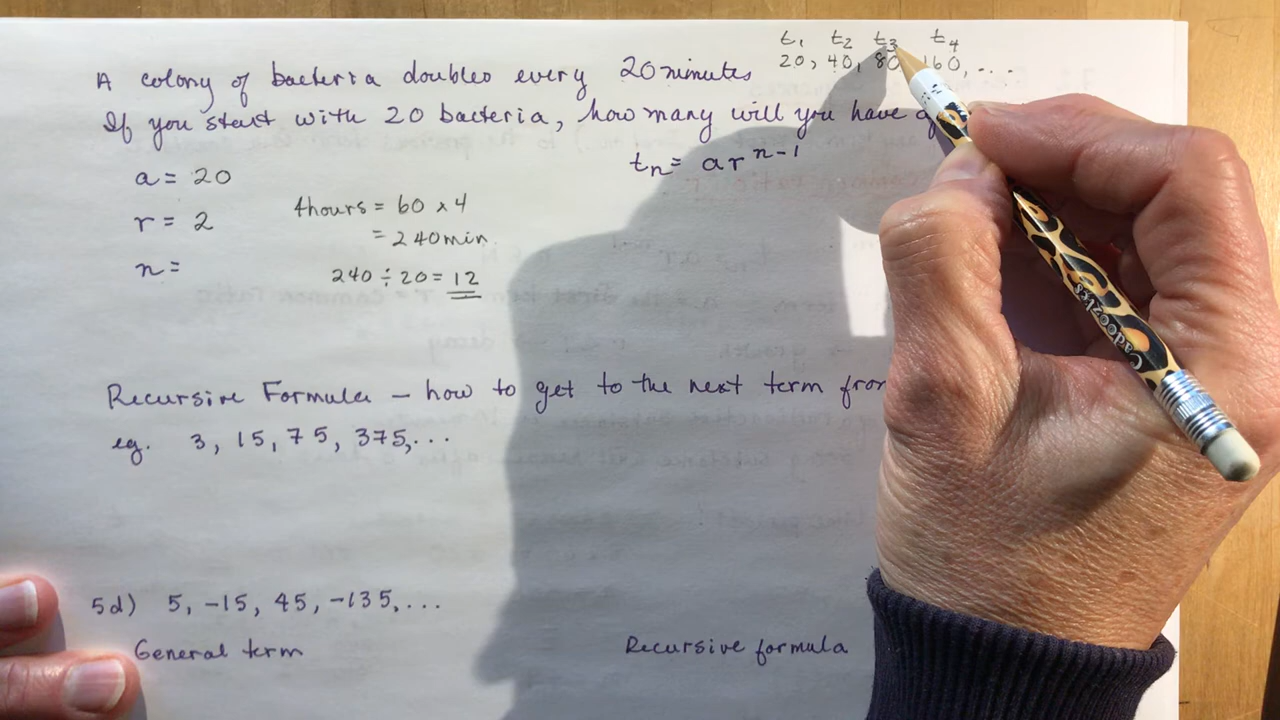 t1 t2 t3 t4
20, 40, 80, 160, ...
A colony of bacteria doubles every 20 minutes
If you start with 20 bacteria, how many will you have
tn = ar^n-1
a = 20
r = 2
n =
4 hours = 60 x 4
= 240 min
240 ÷ 20 = 12
Recursive Formula – how to get to the next term from
eg. 3, 15, 75, 375, ...
5d) 5, -15, 45, -135, ...
General term
Recursive formula
Cadoozles